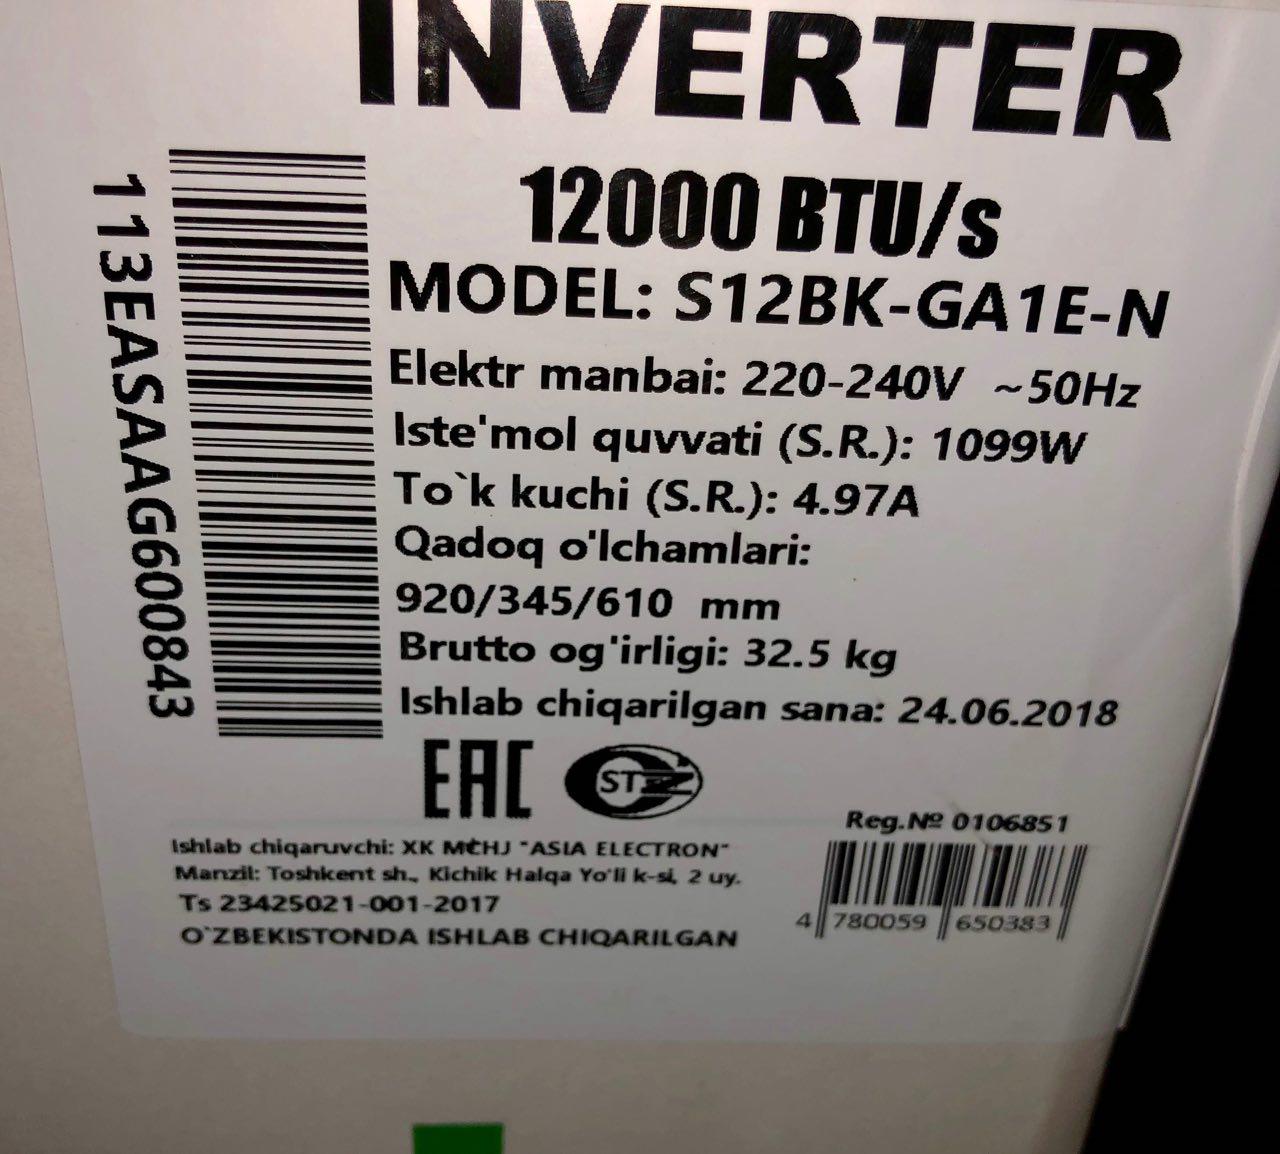 INVERTER
12000 BTU/s
MODEL: S12BK-GA1E-N
Elektr manbai: 220-240V ~50Hz
Iste'mol quvvati (S.R.): 1099W
To`k kuchi (S.R.): 4.97A
Qadoq o'lchamlari:
920/345/610 mm
Brutto og'irligi: 32.5 kg
Ishlab chiqarilgan sana: 24.06.2018
113EASAAG600843
EAC STZ
Reg.№ 0106851
Ishlab chiqaruvchi: XK MCHJ "ASIA ELECTRON"
Manzil: Toshkent sh., Kichik Halqa Yo'li k-si, 2 uy.
Ts 23425021-001-2017
O`ZBEKISTONDA ISHLAB CHIQARILGAN
4 780059 650383